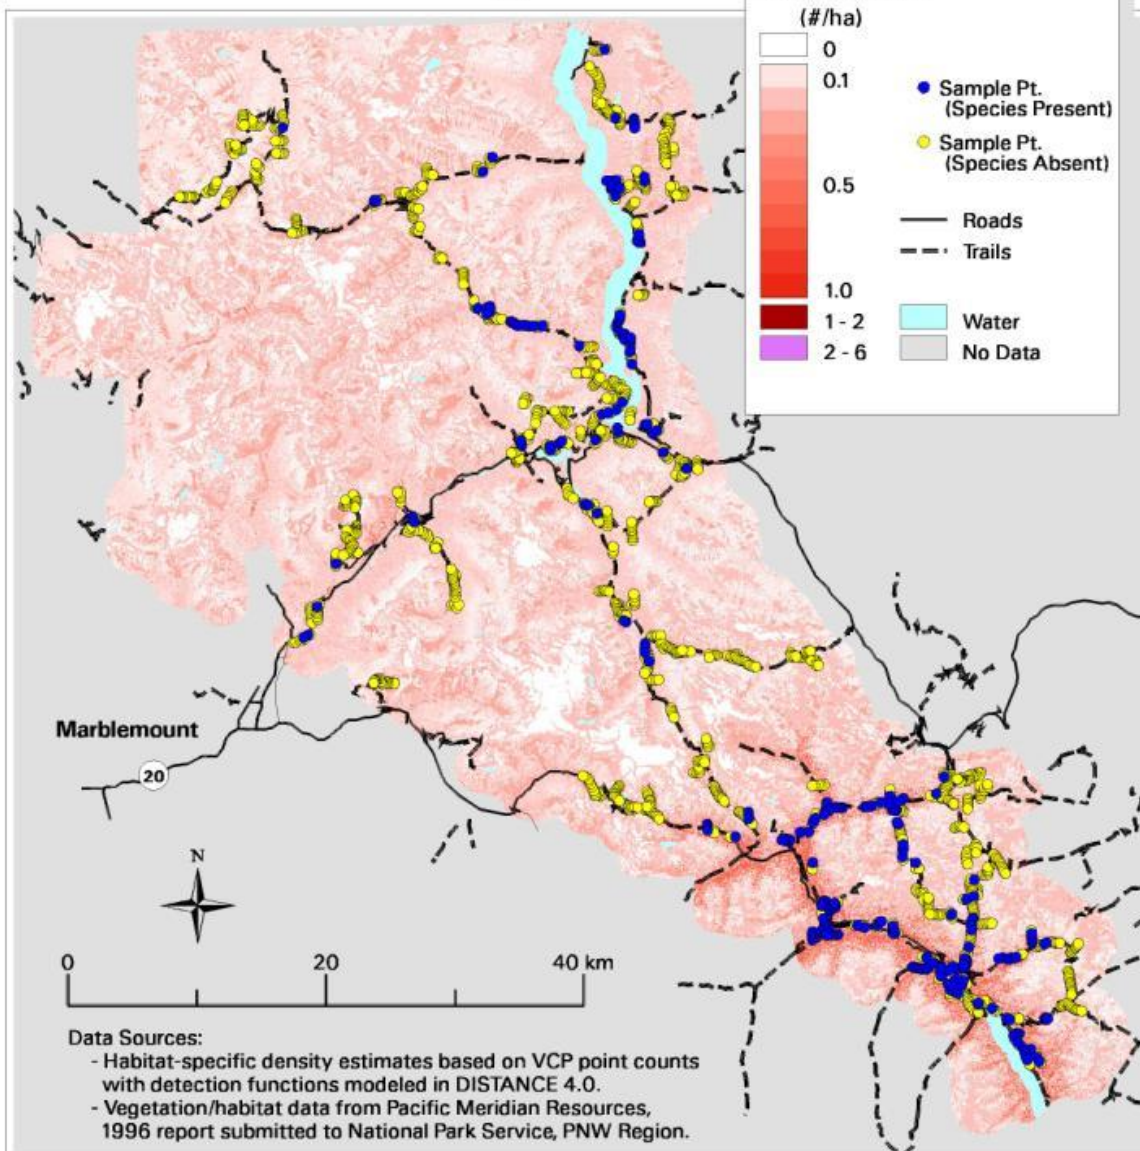 (#/ha)
0
0.1
0.5
1.0
1 - 2
2 - 6
Sample Pt.
(Species Present)
Sample Pt.
(Species Absent)
Roads
Trails
Water
No Data
Marblemount
20
N
0 20 40 km
Data Sources:
- Habitat-specific density estimates based on VCP point counts
with detection functions modeled in DISTANCE 4.0.
- Vegetation/habitat data from Pacific Meridian Resources,
1996 report submitted to National Park Service, PNW Region.